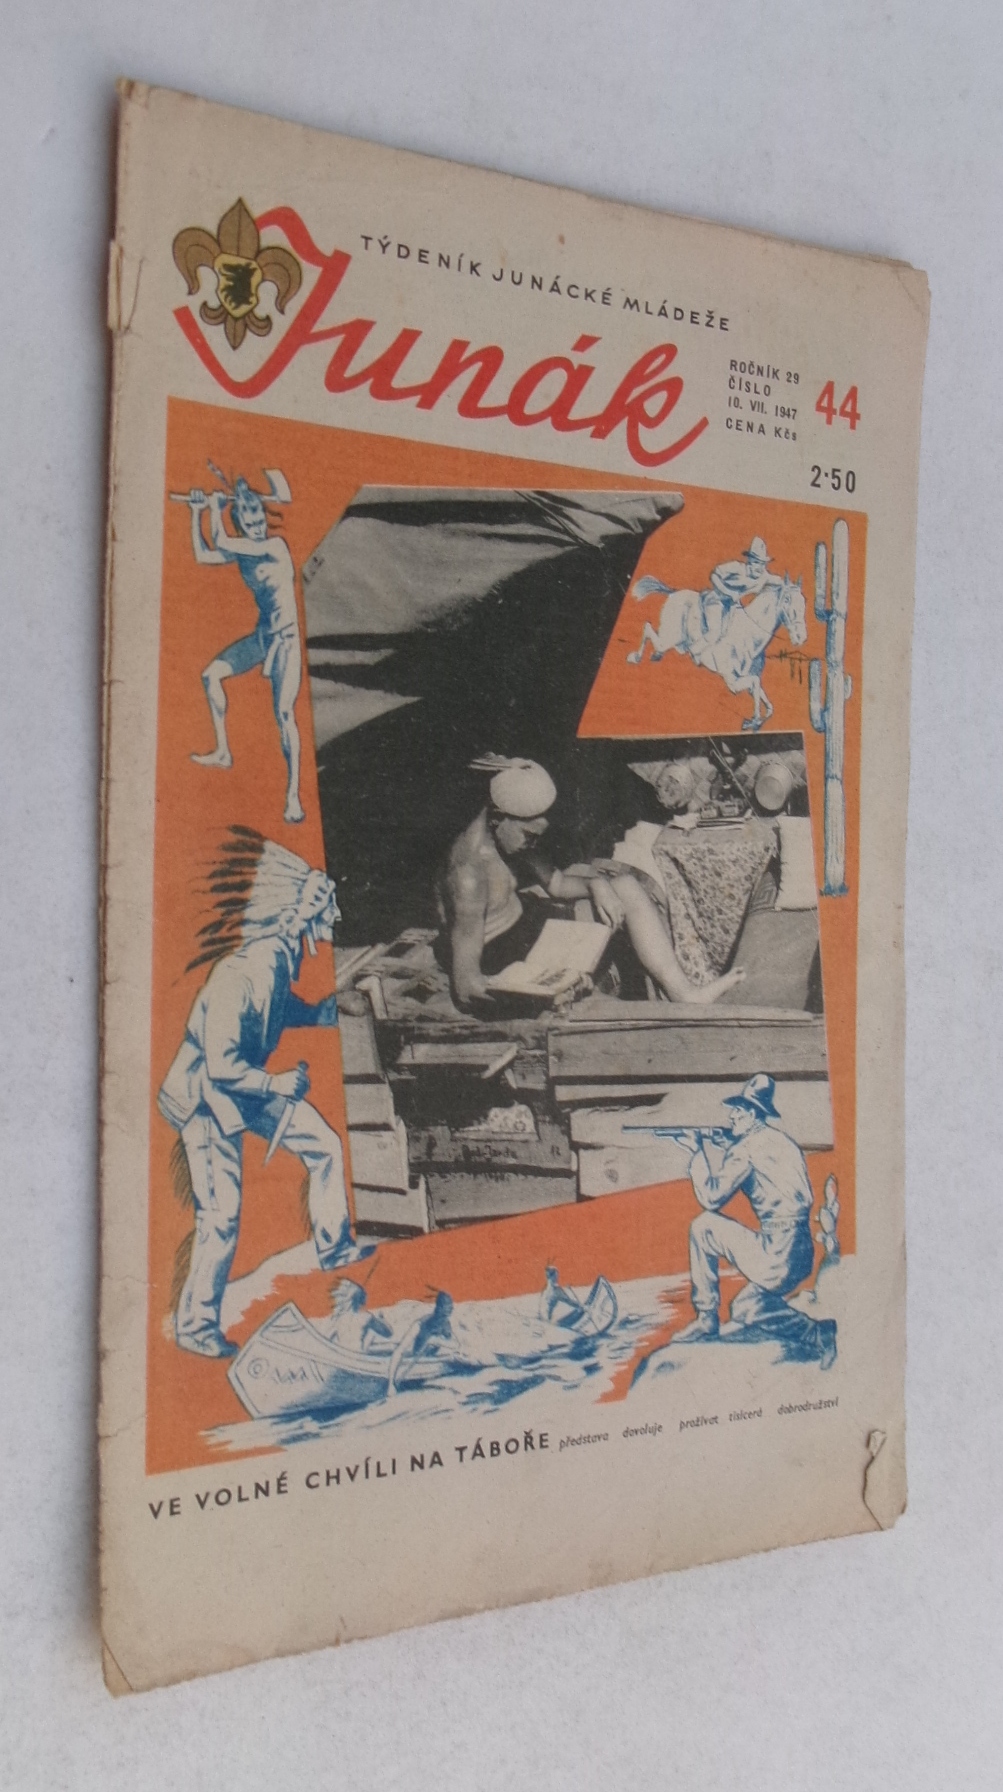 TÝDENÍK JUNÁCKÉ MLÁDEŽE
Junák
ROČNÍK 29
ČÍSLO
10. VII. 1947
CENA Kčs
44
2·50
VE VOLNÉ CHVÍLI NA TÁBOŘE představa dovoluje prožívat tisíceré dobrodružství